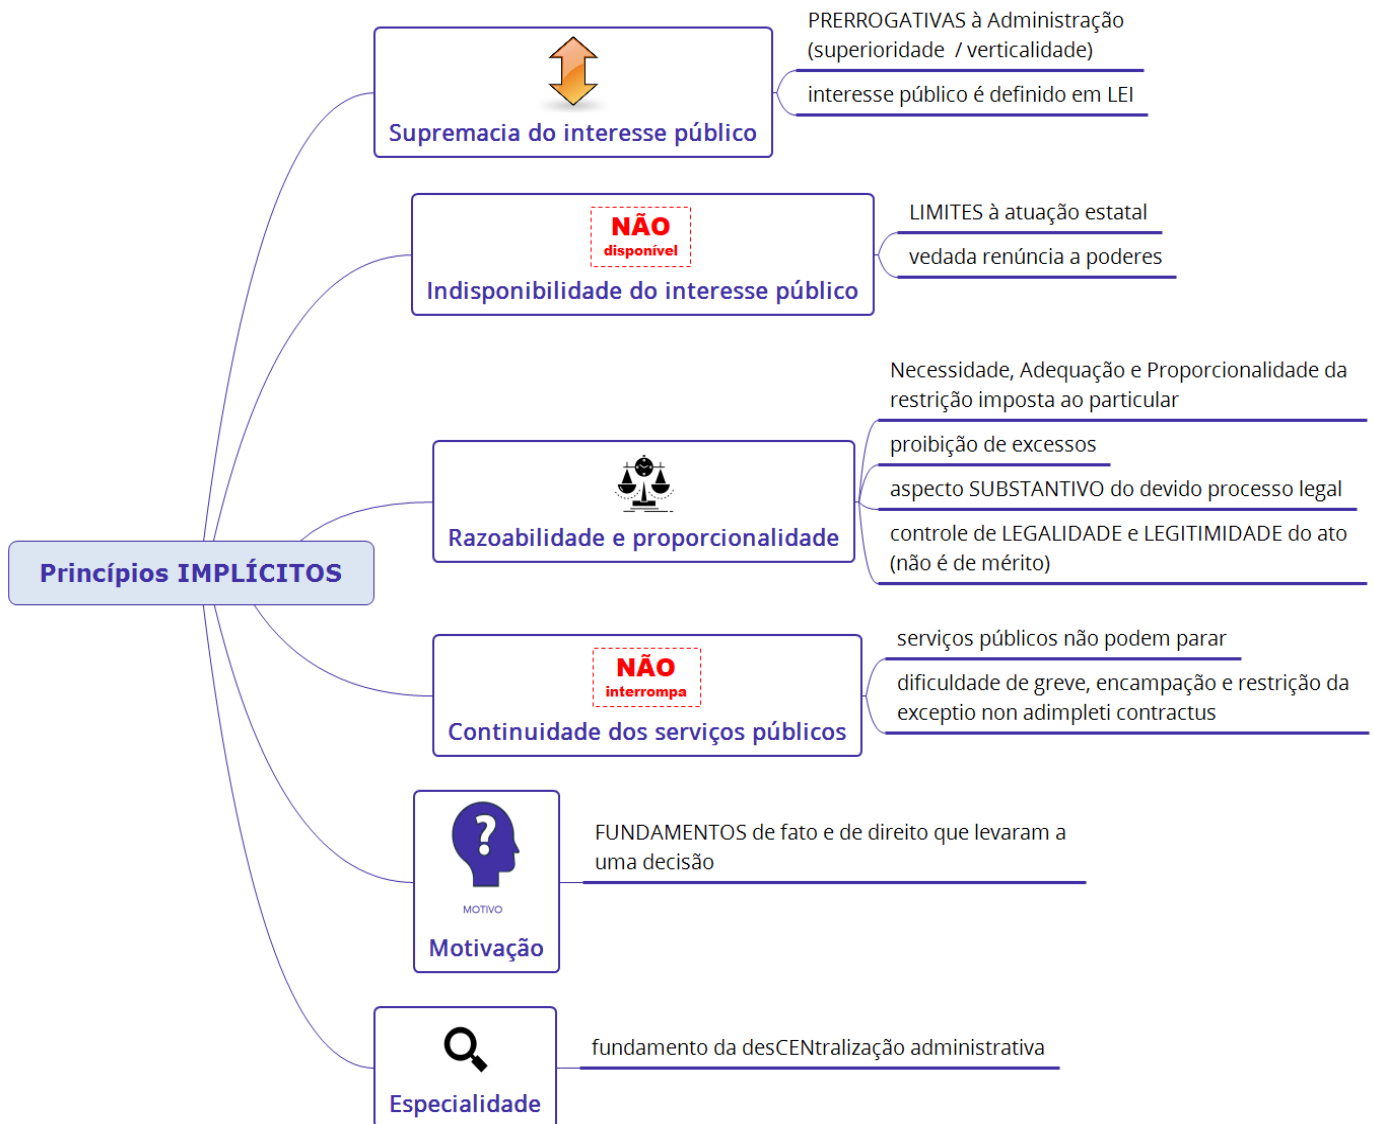 Princípios IMPLÍCITOS
Supremacia do interesse público
PRERROGATIVAS à Administração
(superioridade / verticalidade)
interesse público é definido em LEI
NÃO
disponível
Indisponibilidade do interesse público
LIMITES à atuação estatal
vedada renúncia a poderes
Razoabilidade e proporcionalidade
Necessidade, Adequação e Proporcionalidade da
restrição imposta ao particular
proibição de excessos
aspecto SUBSTANTIVO do devido processo legal
controle de LEGALIDADE e LEGITIMIDADE do ato
(não é de mérito)
NÃO
interrompa
Continuidade dos serviços públicos
serviços públicos não podem parar
dificuldade de greve, encampação e restrição da
exceptio non adimpleti contractus
?
MOTIVO
Motivação
FUNDAMENTOS de fato e de direito que levaram a
uma decisão
Especialidade
fundamento da desCENtralização administrativa